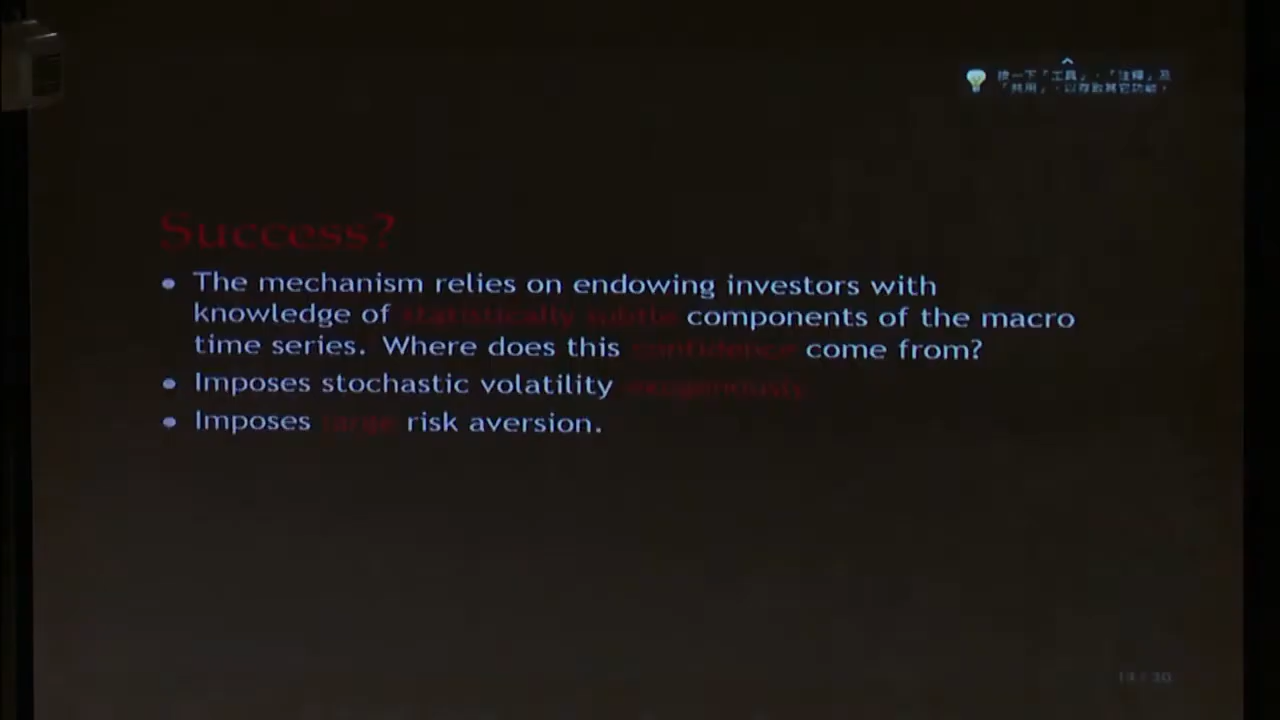 按一下「工具」、「注釋」及
「共用」，以存取其它功能。
Success?
• The mechanism relies on endowing investors with
knowledge of statistically subtle components of the macro
time series. Where does this confidence come from?
• Imposes stochastic volatility exogenously
• Imposes large risk aversion.